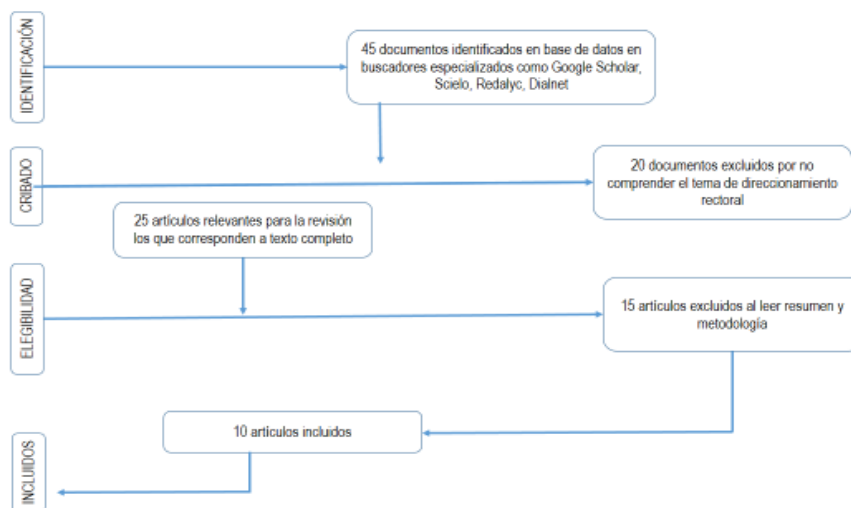 IDENTIFICACIÓN
45 documentos identificados en base de datos en
buscadores especializados como Google Scholar,
Scielo, Redalyc, Dialnet
CRIBADO
20 documentos excluidos por no
comprender el tema de direccionamiento
rectoral
25 artículos relevantes para la revisión
los que corresponden a texto completo
ELEGIBILIDAD
15 artículos excluidos al leer resumen y
metodología
10 artículos incluidos
INCLUIDOS